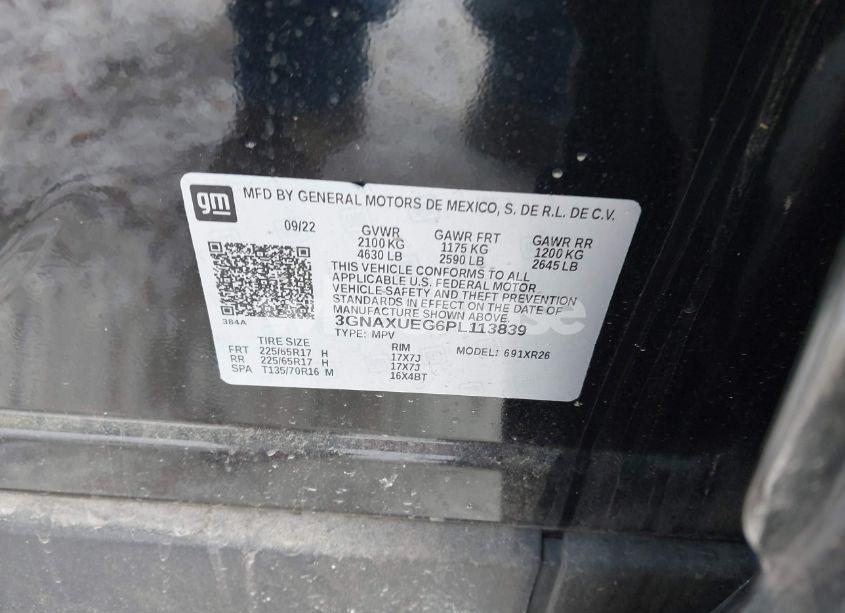 gm MFD BY GENERAL MOTORS DE MEXICO, S. DE R.L. DE C.V.
09/22 GVWR GAWR FRT GAWR RR
2100 KG 1175 KG 1200 KG
4630 LB 2590 LB 2645 LB
THIS VEHICLE CONFORMS TO ALL
APPLICABLE U.S. FEDERAL MOTOR
VEHICLE SAFETY AND THEFT PREVENTION
STANDARDS IN EFFECT ON THE DATE OF
MANUFACTURE SHOWN ABOVE.
384A 3GNAXUEG6PL113839
TYPE: MPV MODEL: 691XR26
TIRE SIZE RIM
FRT 225/65R17 H 17X7J
RR 225/65R17 H 17X7J
SPA T135/70R16 M 16X4BT